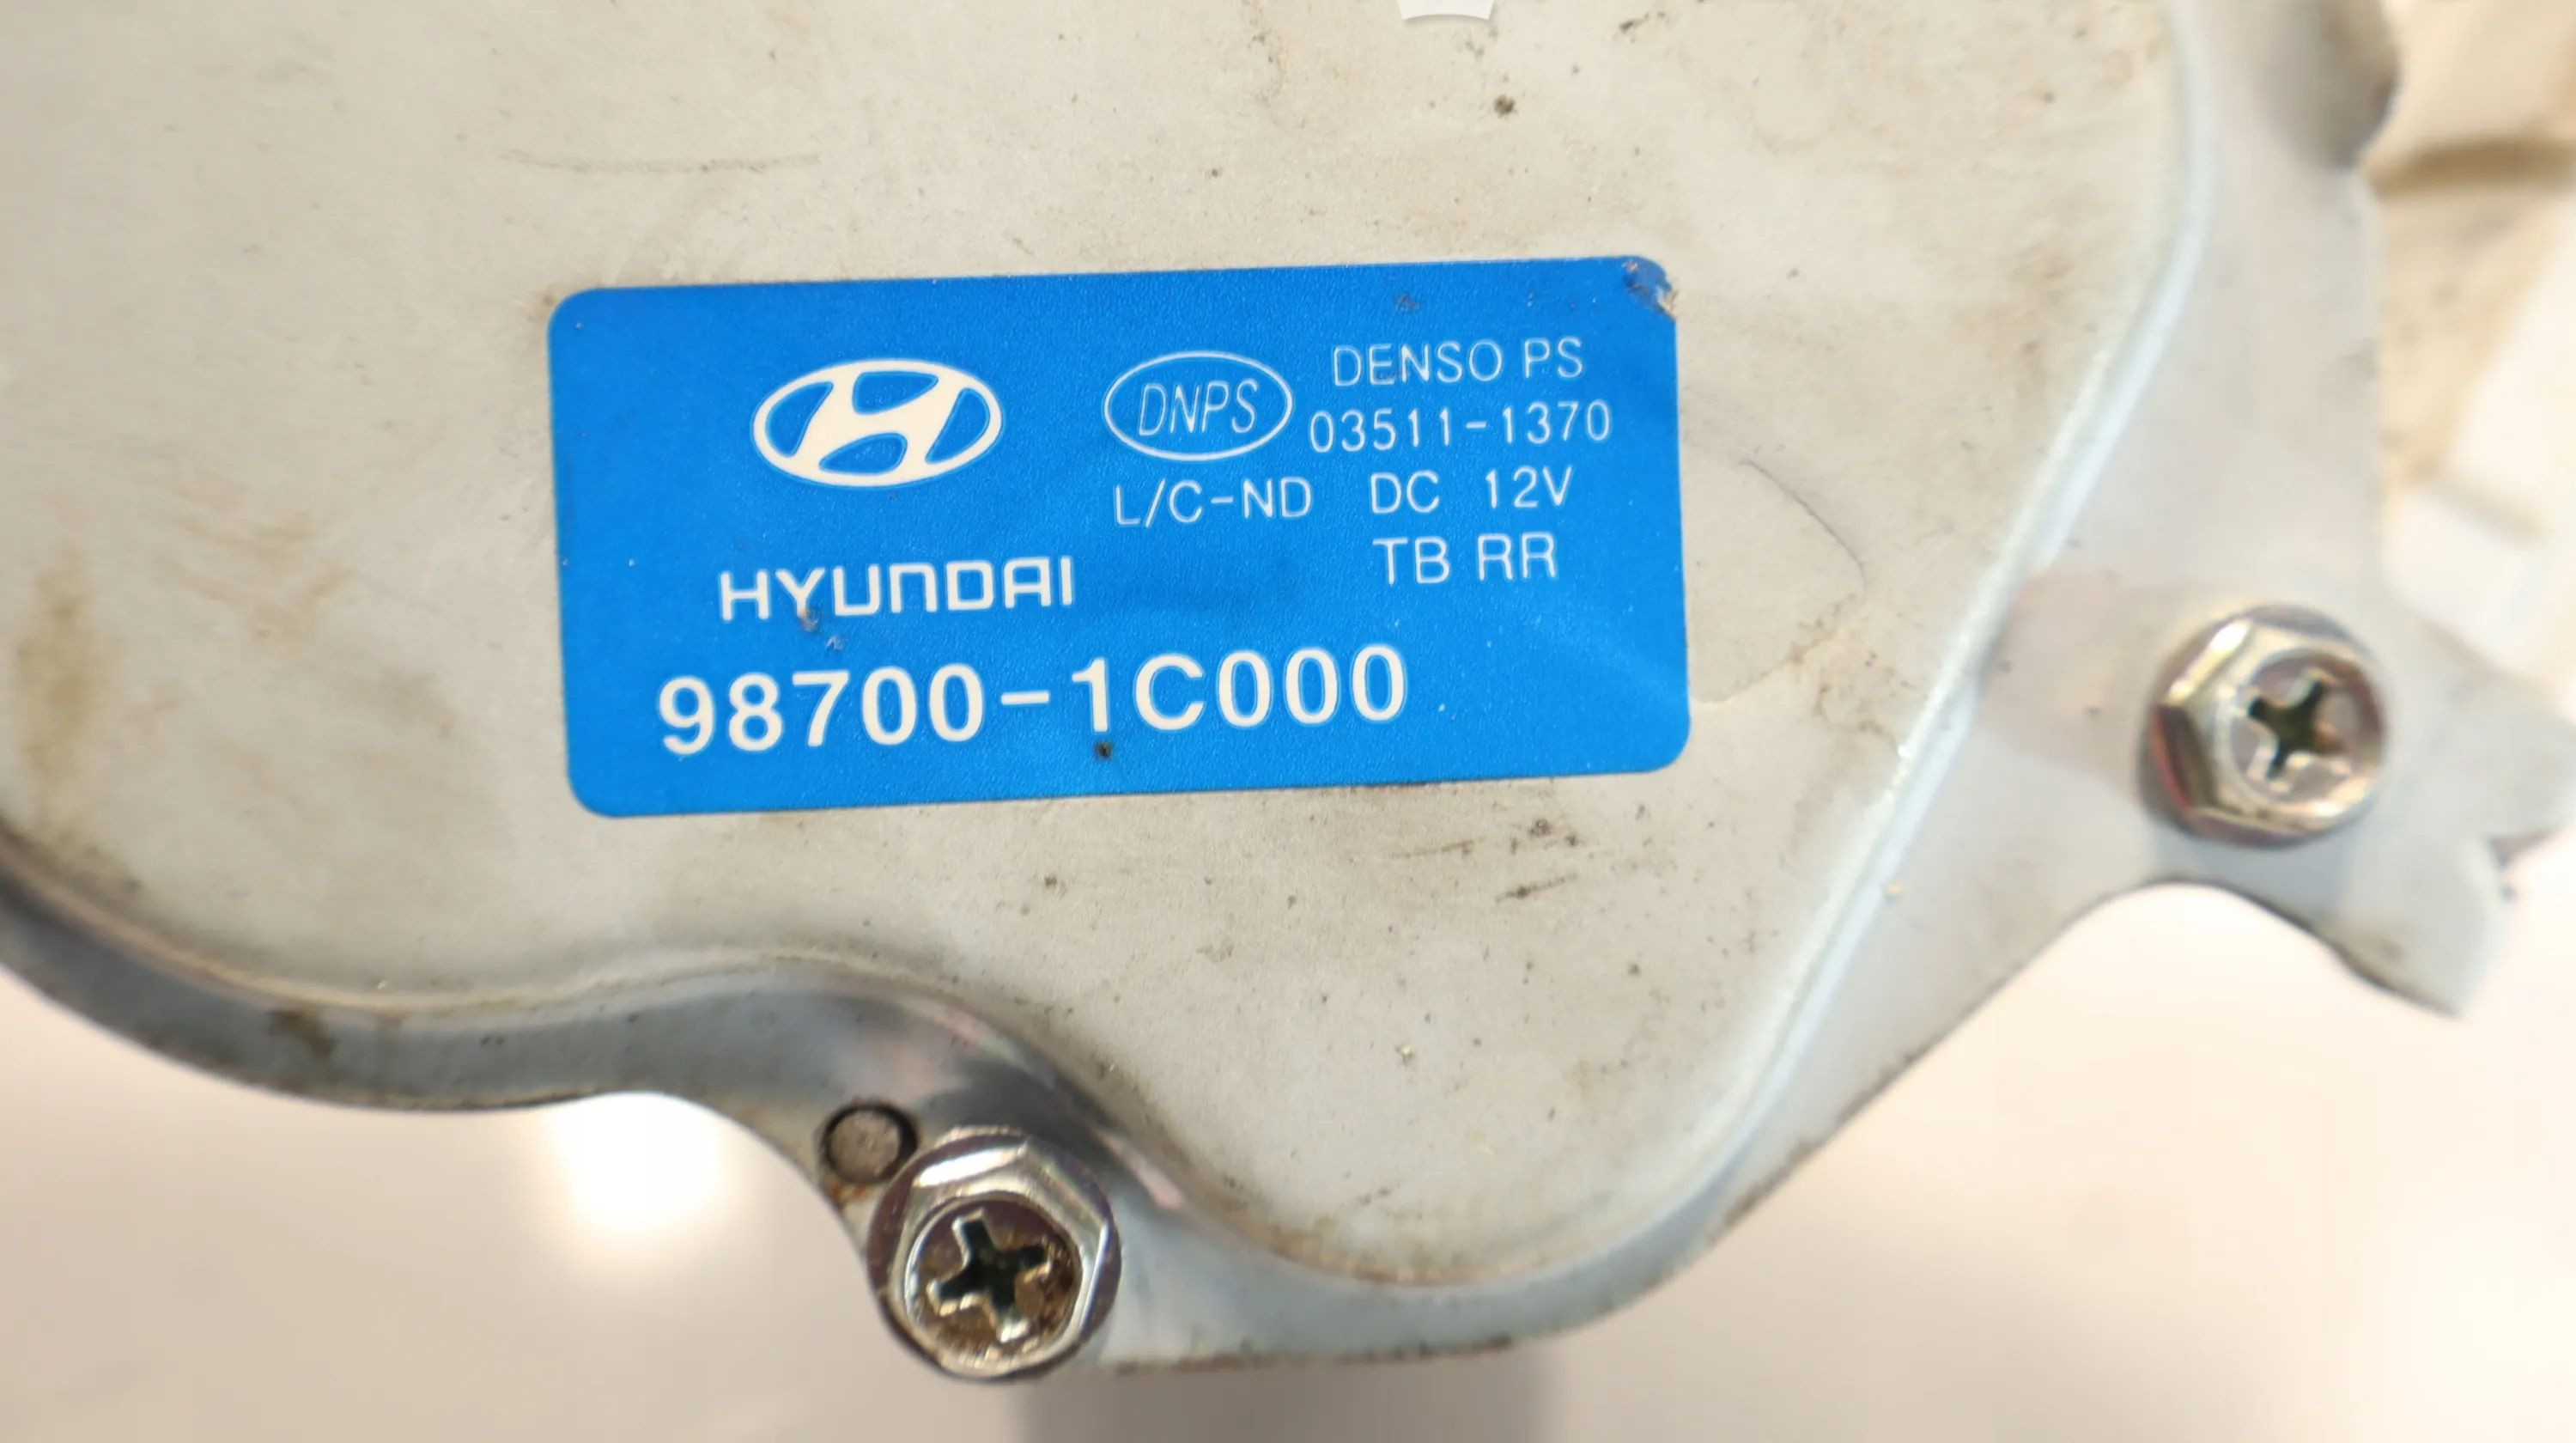 DNPS
DENSO PS
03511-1370
L/C-ND DC 12V
TB RR
HYUNDAI
98700-1C000